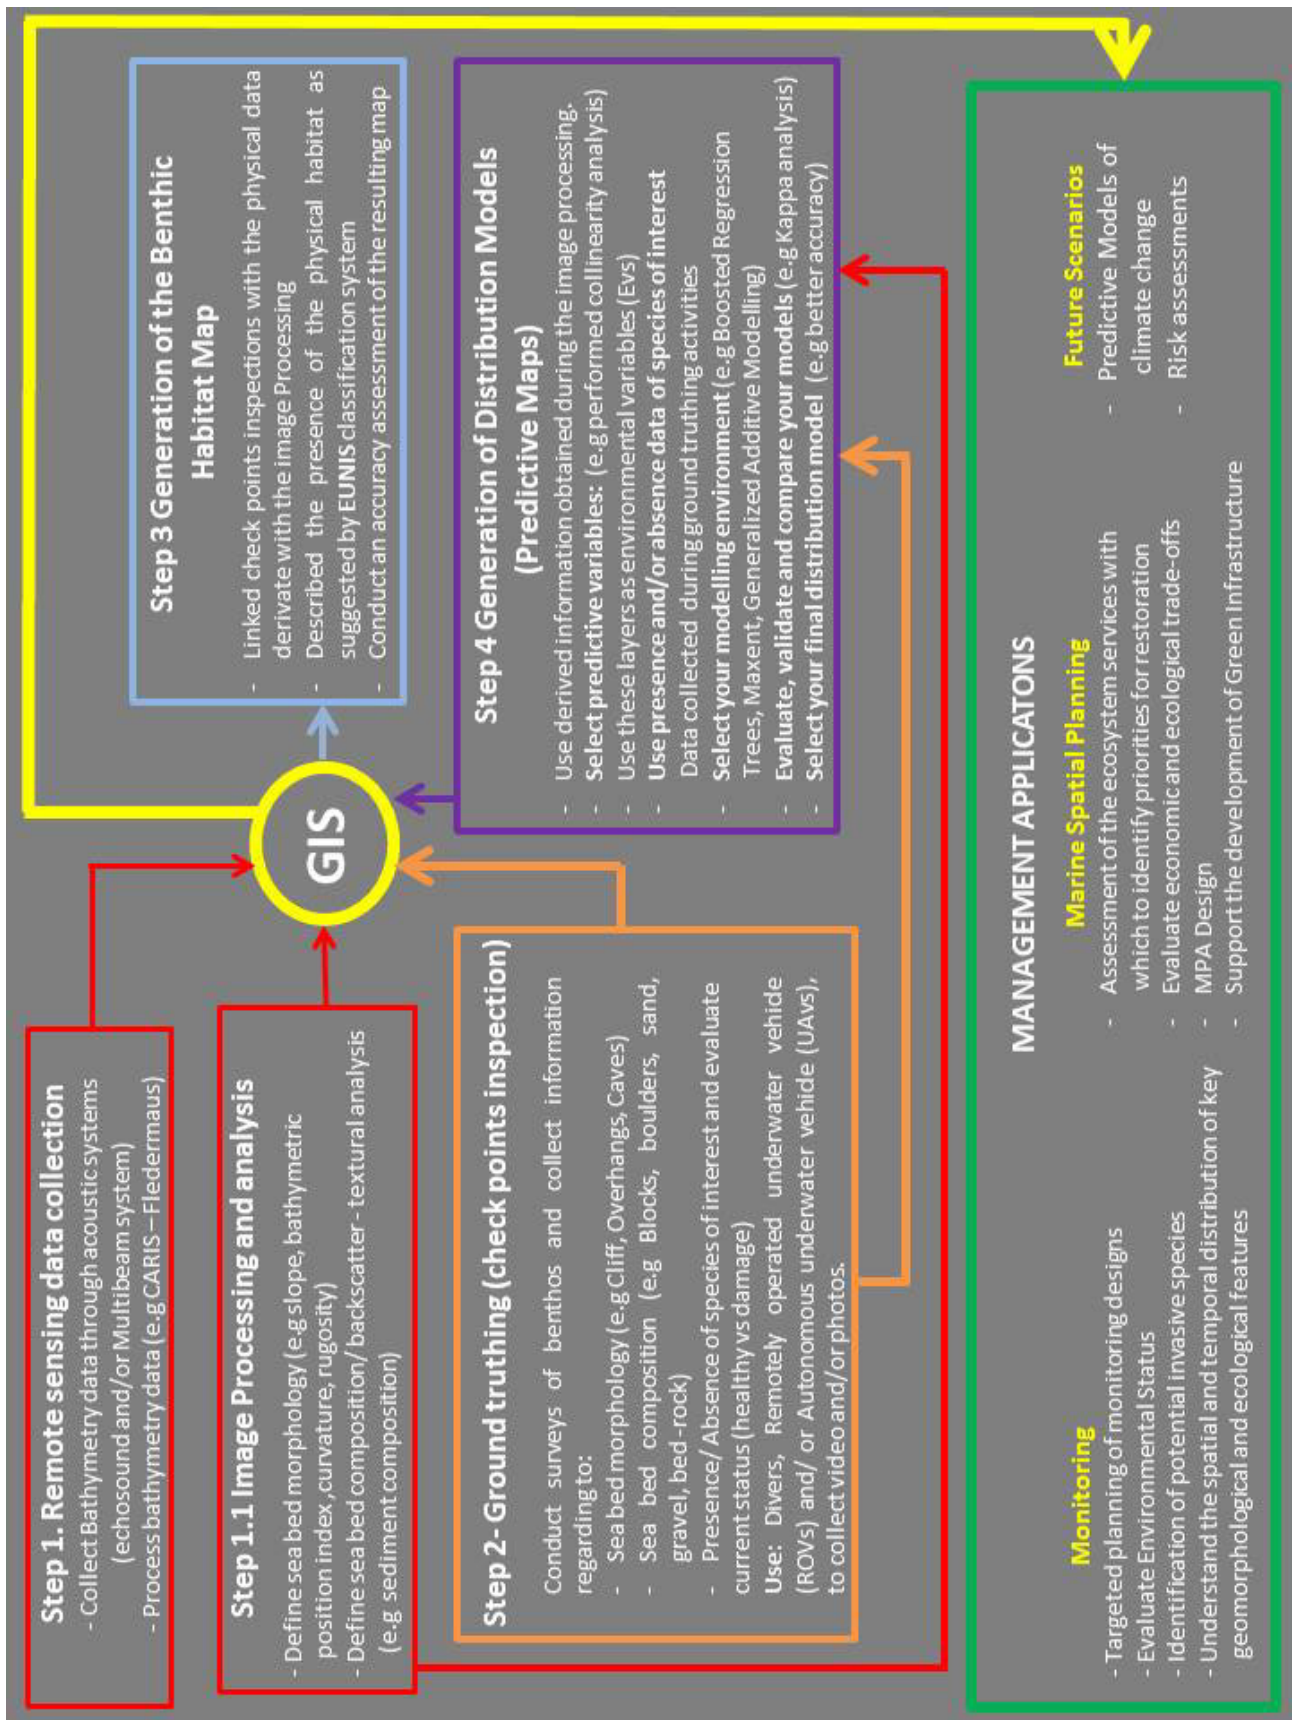 Step 1. Remote sensing data collection
- Collect Bathymetry data through acoustic systems
(echosound and/or Multibeam system)
- Process bathymetry data (e.g CARIS – Fledermaus)
Step 1.1 Image Processing and analysis
- Define sea bed morphology (e.g slope, bathymetric
position index ,curvature, rugosity)
- Define sea bed composition/ backscatter - textural analysis
(e.g sediment composition)
Step 2 - Ground truthing (check points inspection)
Conduct surveys of benthos and collect information
regarding to:
- Sea bed morphology (e.g Cliff, Overhangs, Caves)
- Sea bed composition (e.g Blocks, boulders, sand,
gravel, bed -rock)
- Presence/ Absence of species of interest and evaluate
current status (healthy vs damage)
Use: Divers, Remotely operated underwater vehicle
(ROVs) and/ or Autonomous underwater vehide (UAvs),
to collect video and/or photos.
GIS
Step 3 Generation of the Benthic
Habitat Map
- Linked check points inspections with the physical data
derivate with the image Processing
- Described the presence of the physical habitat as
suggested by EUNIS classification system
- Conduct an accuracy assessment of the resulting map
Step 4 Generation of Distribution Models
(Predictive Maps)
- Use derived information obtained during the image processing.
- Select predictive variables: (e.g performed collinearity analysis)
- Use these layers as environmental variables (Evs)
- Use presence and/or absence data of species of interest
Data collected during ground truthing activities
- Select your modelling environment (e.g Boosted Regression
Trees, Maxent, Generalized Additive Modelling)
- Evaluate, validate and compare your models (e.g Kappa analysis)
- Select your final distribution model (e.g better accuracy)
MANAGEMENT APPLICATONS
Monitoring
- Targeted planning of monitoring designs
- Evaluate Environmental Status
- Identification of potential invasive species
- Understand the spatial and temporal distribution of key
geomorphological and ecological features
Marine Spatial Planning
- Assessment of the ecosystem services with
which to identify priorities for restoration
- Evaluate economic and ecological trade-offs
- MPA Design
- Support the development of Green Infrastructure
Future Scenarios
- Predictive Models of
climate change
- Risk assessments